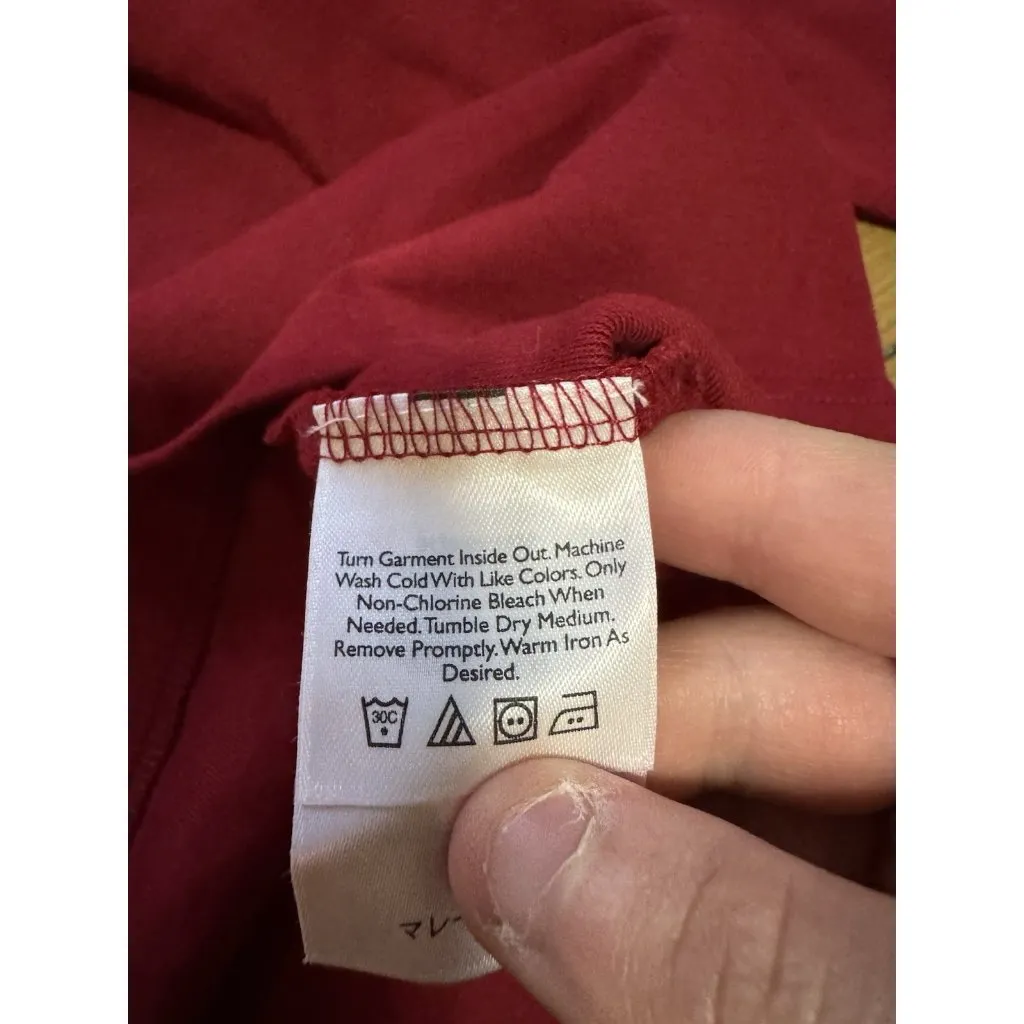 Turn Garment Inside Out. Machine
Wash Cold With Like Colors. Only
Non-Chlorine Bleach When
Needed. Tumble Dry Medium.
Remove Promptly. Warm Iron As
Desired.
30C